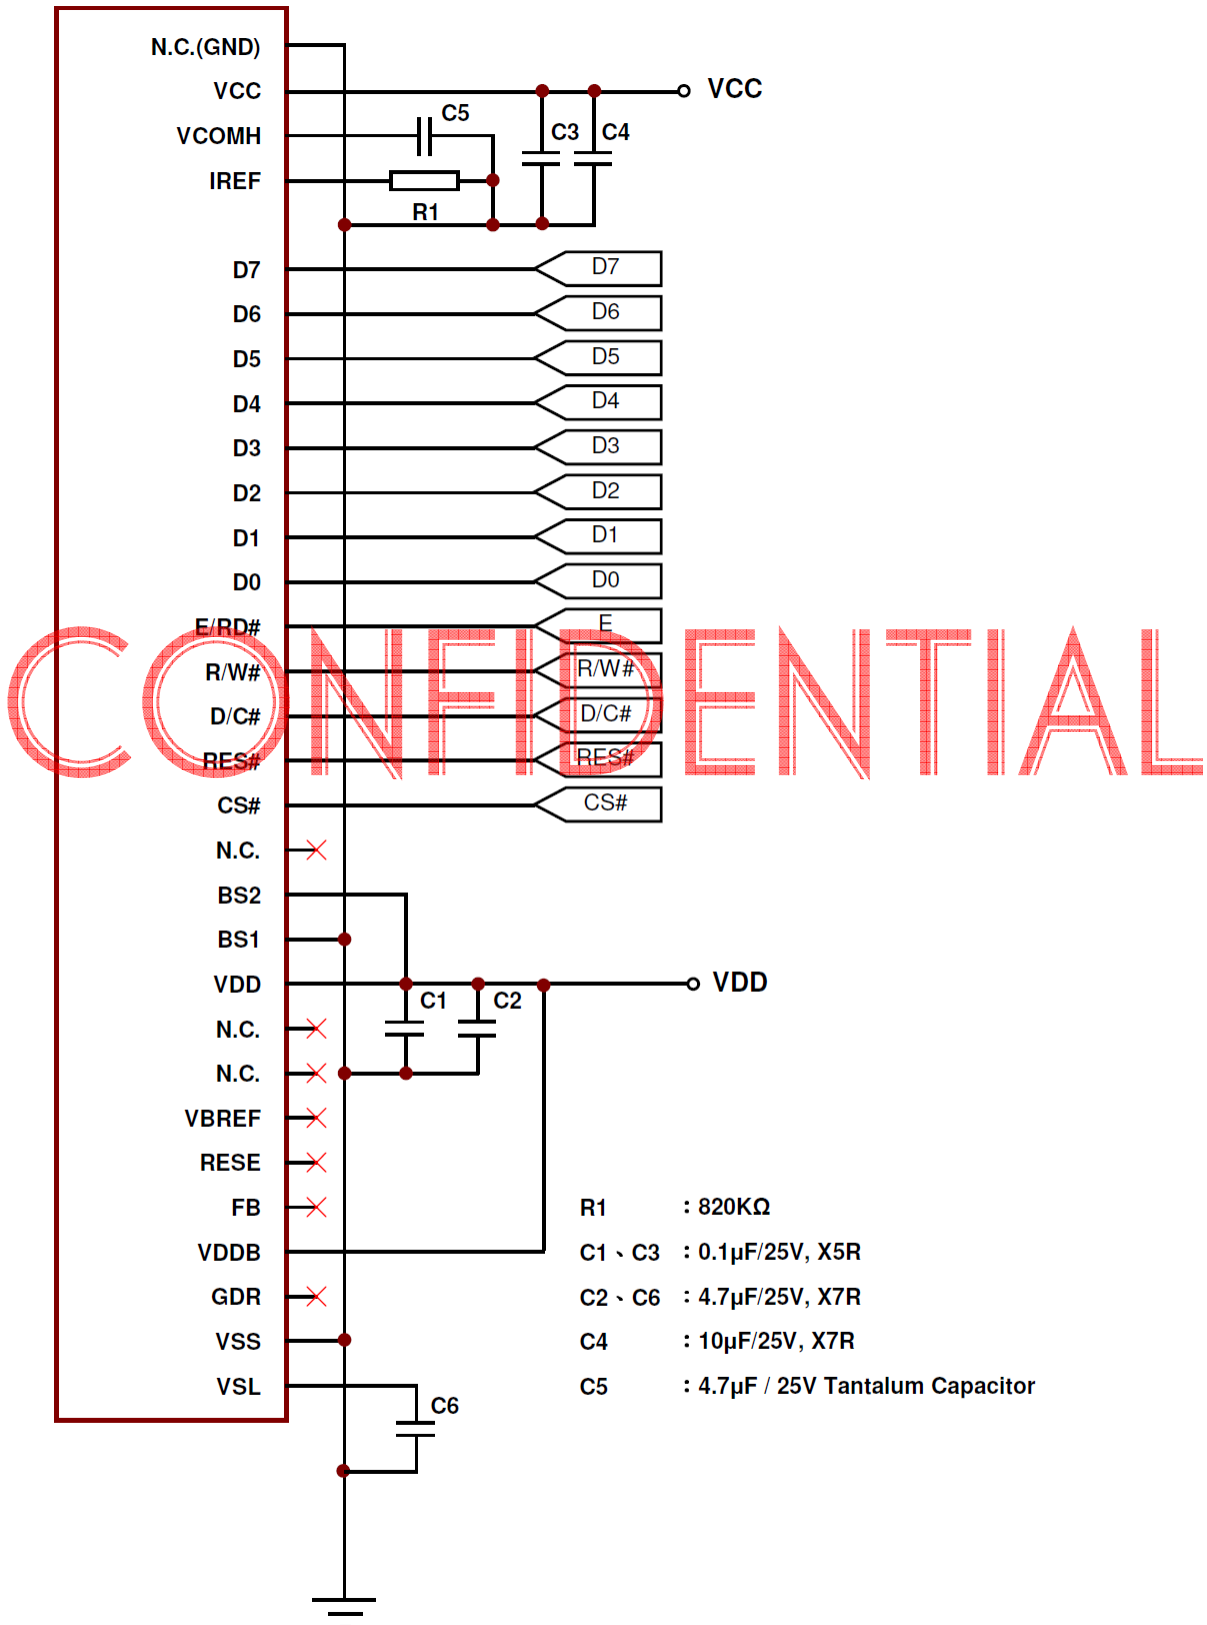 N.C.(GND)
VCC
VCC
VCOMH
C5
C3
C4
IREF
R1
D7
D7
D6
D6
D5
D5
D4
D4
D3
D3
D2
D2
D1
D1
D0
D0
E/RD#
E
R/W#
R/W#
D/C#
D/C#
RES#
RES#
CONFIDENTIAL
CS#
CS#
N.C.
BS2
BS1
VDD
VDD
C1
C2
N.C.
N.C.
VBREF
RESE
FB
VDDB
GDR
VSS
VSL
C6
R1 : 820KΩ
C1、C3 : 0.1µF/25V, X5R
C2、C6 : 4.7µF/25V, X7R
C4 : 10µF/25V, X7R
C5 : 4.7µF / 25V Tantalum Capacitor